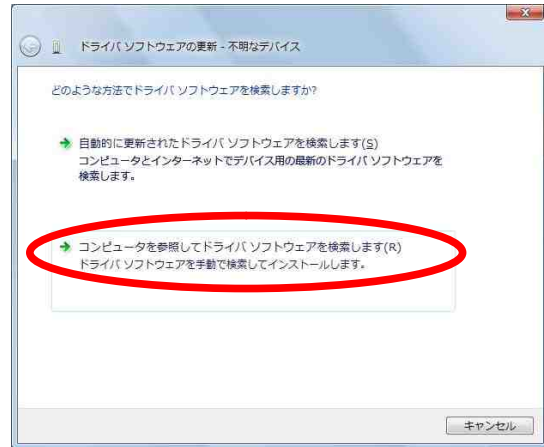 ドライバ ソフトウェアの更新 - 不明なデバイス
どのような方法でドライバ ソフトウェアを検索しますか?
自動的に更新されたドライバ ソフトウェアを検索します(S)
コンピュータとインターネットでデバイス用の最新のドライバ ソフトウェアを
検索します。
コンピュータを参照してドライバ ソフトウェアを検索します(R)
ドライバ ソフトウェアを手動で検索してインストールします。
キャンセル